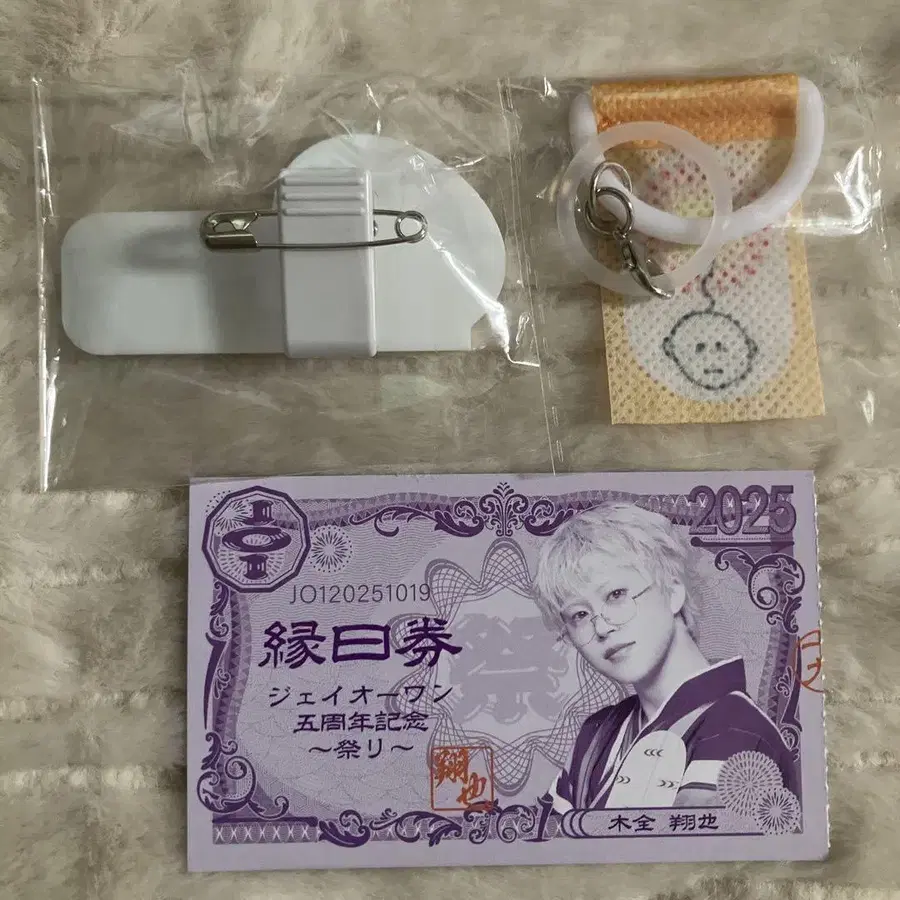 2025
JO120251019
縁日券
ジェイオーワン
五周年記念
～祭り～
祭
翔也
木全 翔也